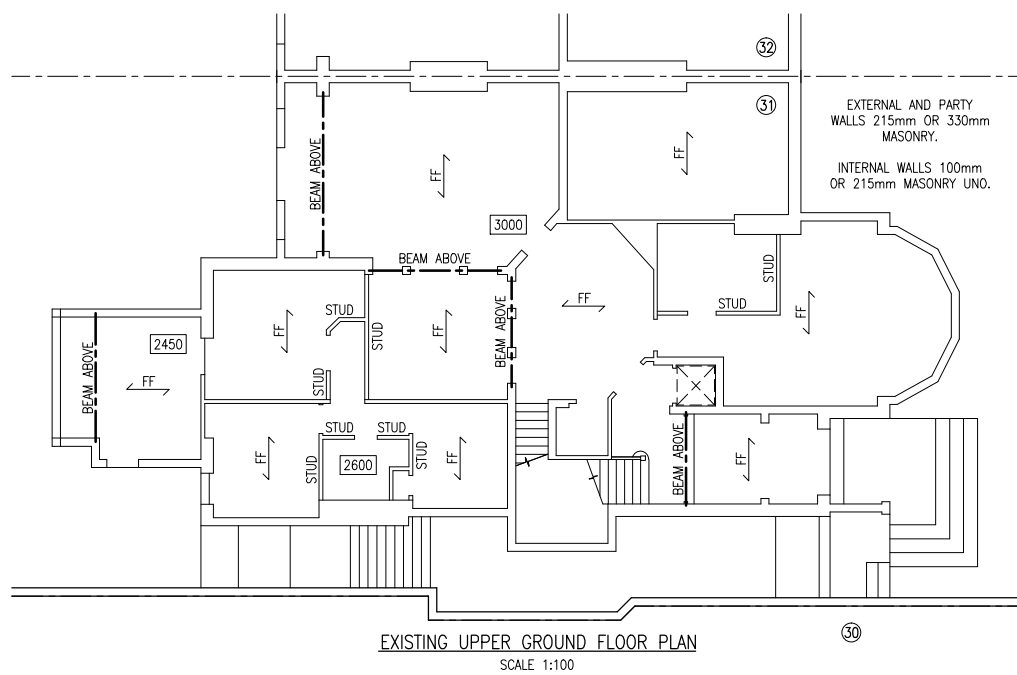 32
31
EXTERNAL AND PARTY
WALLS 215mm OR 330mm
MASONRY.
INTERNAL WALLS 100mm
OR 215mm MASONRY UNO.
BEAM ABOVE
FF
FF
3000
BEAM ABOVE
STUD
FF
BEAM ABOVE
STUD
FF
STUD
FF
STUD
FF
2450
BEAM ABOVE
FF
STUD
STUD
STUD
FF
STUD
2600
STUD
FF
BEAM ABOVE
FF
30
EXISTING UPPER GROUND FLOOR PLAN
SCALE 1:100